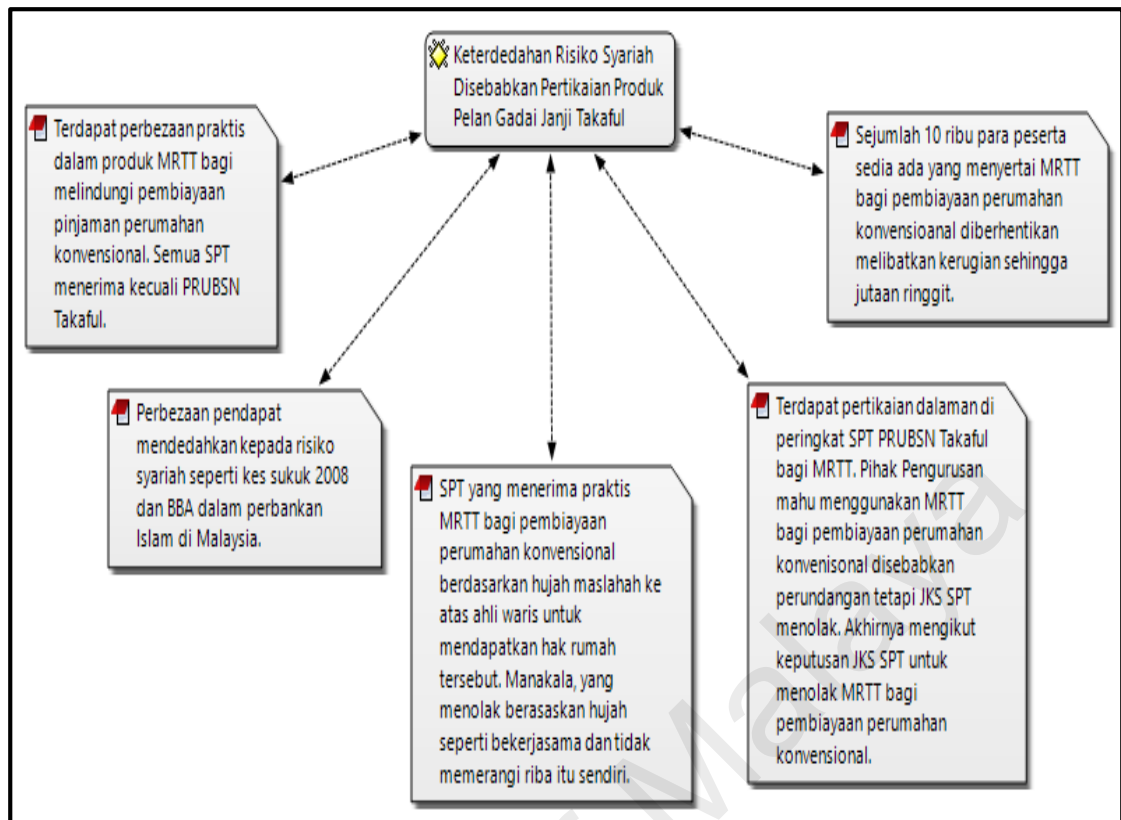 Keterdedahan Risiko Syariah
Disebabkan Pertikaian Produk
Pelan Gadai Janji Takaful
Terdapat perbezaan praktis
dalam produk MRTT bagi
melindungi pembiayaan
pinjaman perumahan
konvensional. Semua SPT
menerima kecuali PRUBSN
Takaful.
Sejumlah 10 ribu para peserta
sedia ada yang menyertai MRTT
bagi pembiayaan perumahan
konvensioanal diberhentikan
melibatkan kerugian sehingga
jutaan ringgit.
Perbezaan pendapat
mendedahkan kepada risiko
syariah seperti kes sukuk 2008
dan BBA dalam perbankan
Islam di Malaysia.
SPT yang menerima praktis
MRTT bagi pembiayaan
perumahan konvensional
berdasarkan hujah maslahah ke
atas ahli waris untuk
mendapatkan hak rumah
tersebut. Manakala, yang
menolak berasaskan hujah
seperti bekerjasama dan tidak
memerangi riba itu sendiri.
Terdapat pertikaian dalaman di
peringkat SPT PRUBSN Takaful
bagi MRTT. Pihak Pengurusan
mahu menggunakan MRTT
bagi pembiayaan perumahan
konvenisonal disebabkan
perundangan tetapi JKS SPT
menolak. Akhirnya mengikut
keputusan JKS SPT untuk
menolak MRTT bagi
pembiayaan perumahan
konvensional.
Malaya